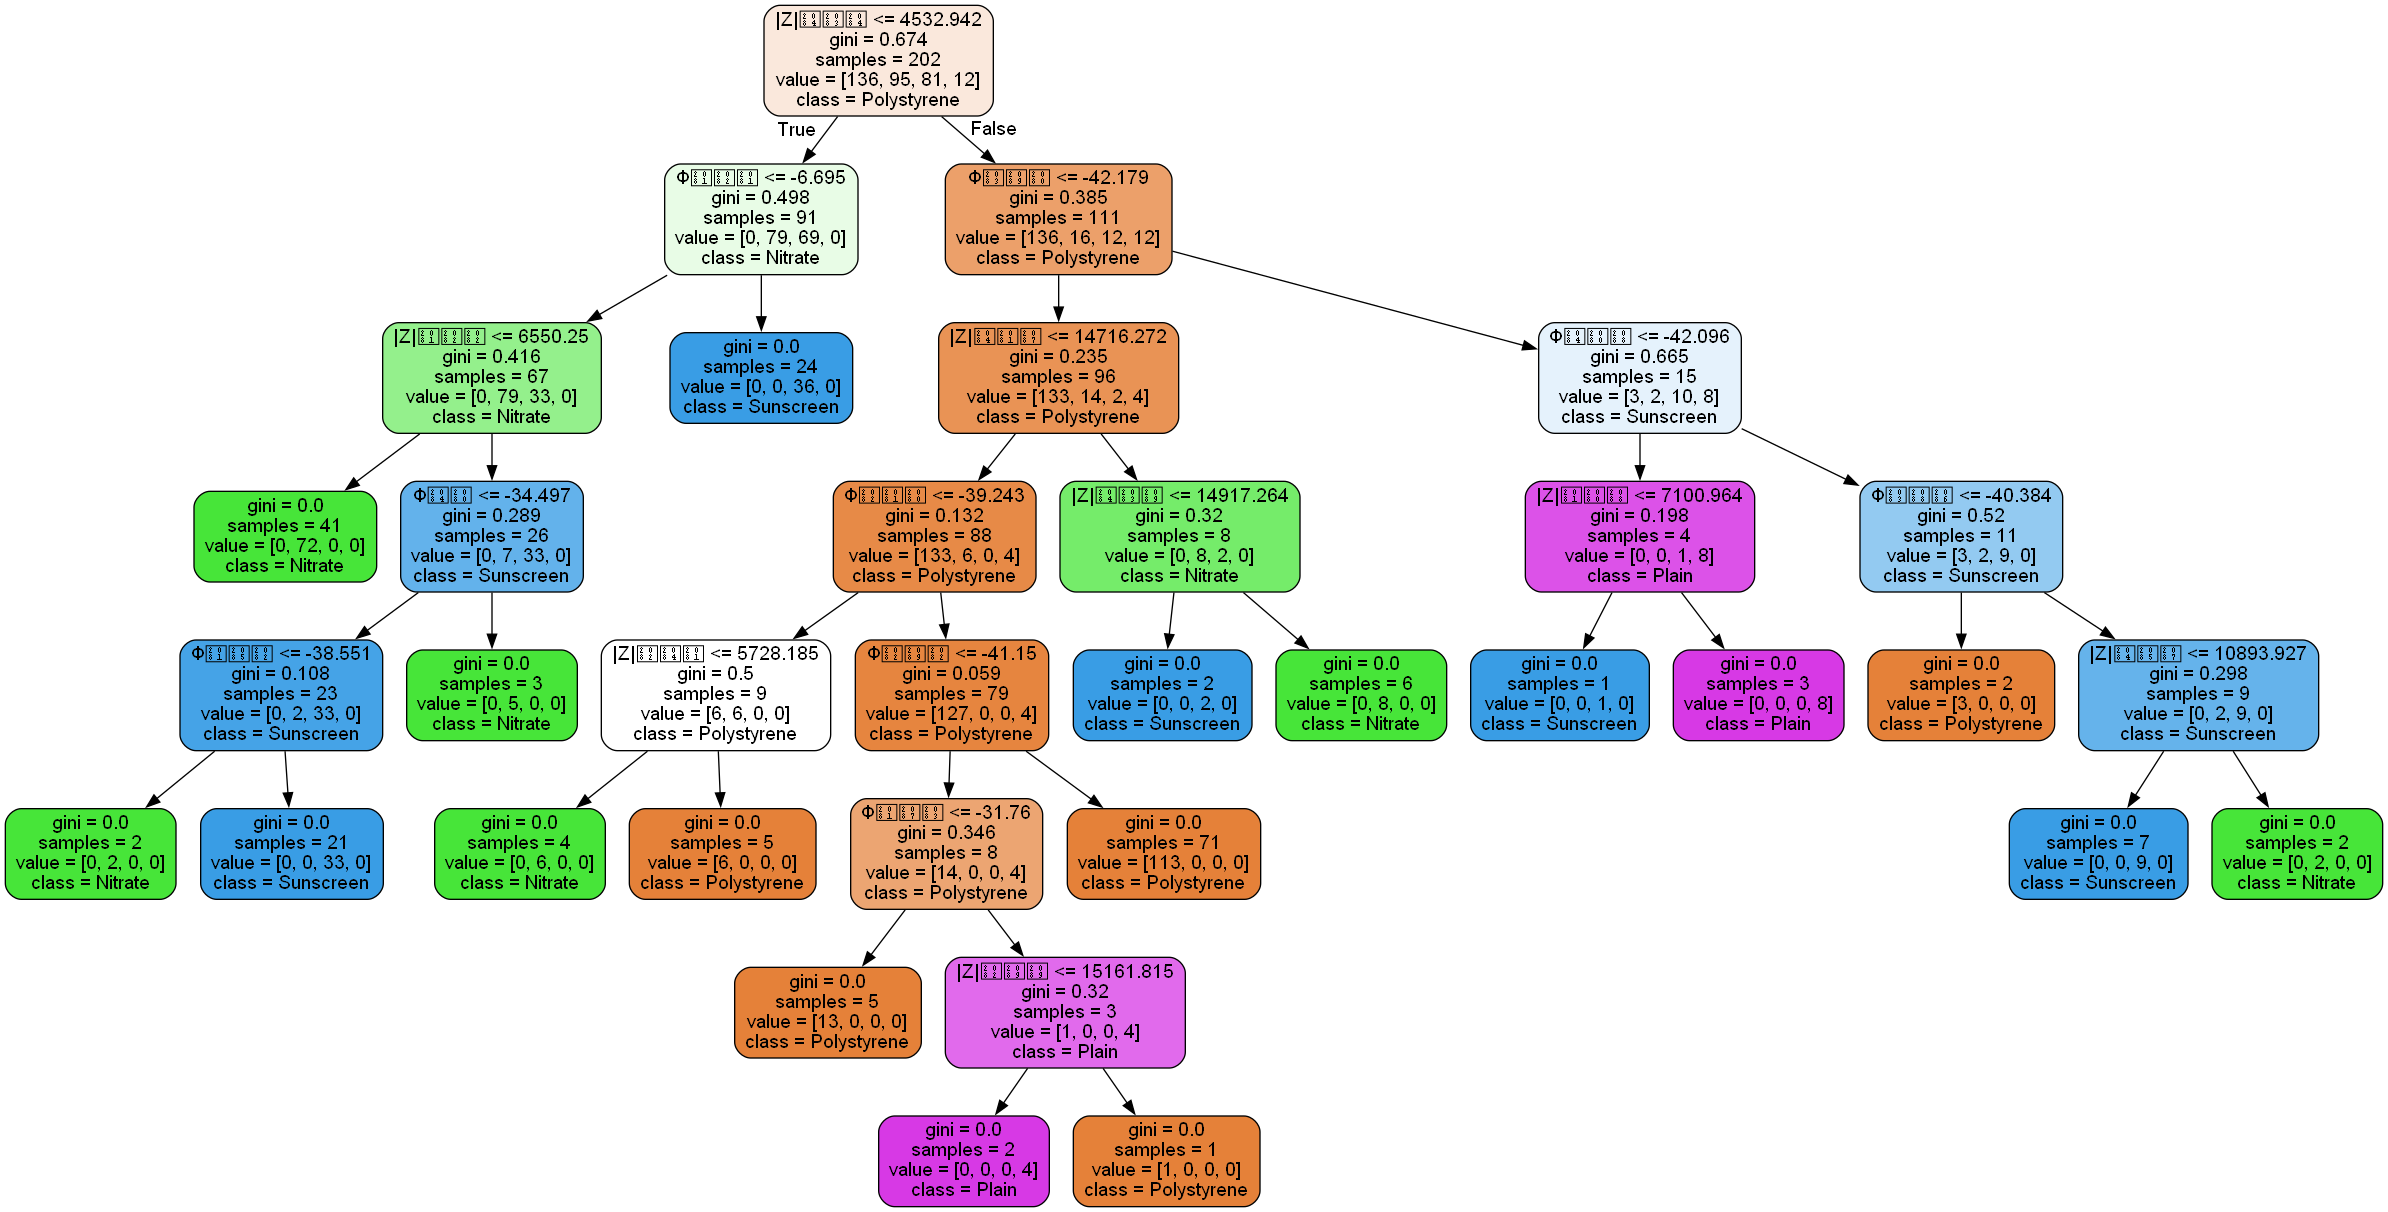 |Z| <= 4532.942
gini = 0.674
samples = 202
value = [136, 95, 81, 12]
class = Polystyrene
True
False
Φ <= -6.695
gini = 0.498
samples = 91
value = [0, 79, 69, 0]
class = Nitrate
Φ <= -42.179
gini = 0.385
samples = 111
value = [136, 16, 12, 12]
class = Polystyrene
|Z| <= 6550.25
gini = 0.416
samples = 67
value = [0, 79, 33, 0]
class = Nitrate
gini = 0.0
samples = 24
value = [0, 0, 36, 0]
class = Sunscreen
|Z| <= 14716.272
gini = 0.235
samples = 96
value = [133, 14, 2, 4]
class = Polystyrene
Φ <= -42.096
gini = 0.665
samples = 15
value = [3, 2, 10, 8]
class = Sunscreen
gini = 0.0
samples = 41
value = [0, 72, 0, 0]
class = Nitrate
Φ <= -34.497
gini = 0.289
samples = 26
value = [0, 7, 33, 0]
class = Sunscreen
Φ <= -39.243
gini = 0.132
samples = 88
value = [133, 6, 0, 4]
class = Polystyrene
|Z| <= 14917.264
gini = 0.32
samples = 8
value = [0, 8, 2, 0]
class = Nitrate
|Z| <= 7100.964
gini = 0.198
samples = 4
value = [0, 0, 1, 8]
class = Plain
Φ <= -40.384
gini = 0.52
samples = 11
value = [3, 2, 9, 0]
class = Sunscreen
Φ <= -38.551
gini = 0.108
samples = 23
value = [0, 2, 33, 0]
class = Sunscreen
gini = 0.0
samples = 3
value = [0, 5, 0, 0]
class = Nitrate
|Z| <= 5728.185
gini = 0.5
samples = 9
value = [6, 6, 0, 0]
class = Polystyrene
Φ <= -41.15
gini = 0.059
samples = 79
value = [127, 0, 0, 4]
class = Polystyrene
gini = 0.0
samples = 2
value = [0, 0, 2, 0]
class = Sunscreen
gini = 0.0
samples = 6
value = [0, 8, 0, 0]
class = Nitrate
gini = 0.0
samples = 1
value = [0, 0, 1, 0]
class = Sunscreen
gini = 0.0
samples = 3
value = [0, 0, 0, 8]
class = Plain
gini = 0.0
samples = 2
value = [3, 0, 0, 0]
class = Polystyrene
|Z| <= 10893.927
gini = 0.298
samples = 9
value = [0, 2, 9, 0]
class = Sunscreen
gini = 0.0
samples = 2
value = [0, 2, 0, 0]
class = Nitrate
gini = 0.0
samples = 21
value = [0, 0, 33, 0]
class = Sunscreen
gini = 0.0
samples = 4
value = [0, 6, 0, 0]
class = Nitrate
gini = 0.0
samples = 5
value = [6, 0, 0, 0]
class = Polystyrene
Φ <= -31.76
gini = 0.346
samples = 8
value = [14, 0, 0, 4]
class = Polystyrene
gini = 0.0
samples = 71
value = [113, 0, 0, 0]
class = Polystyrene
gini = 0.0
samples = 7
value = [0, 0, 9, 0]
class = Sunscreen
gini = 0.0
samples = 2
value = [0, 2, 0, 0]
class = Nitrate
gini = 0.0
samples = 5
value = [13, 0, 0, 0]
class = Polystyrene
|Z| <= 15161.815
gini = 0.32
samples = 3
value = [1, 0, 0, 4]
class = Plain
gini = 0.0
samples = 2
value = [0, 0, 0, 4]
class = Plain
gini = 0.0
samples = 1
value = [1, 0, 0, 0]
class = Polystyrene